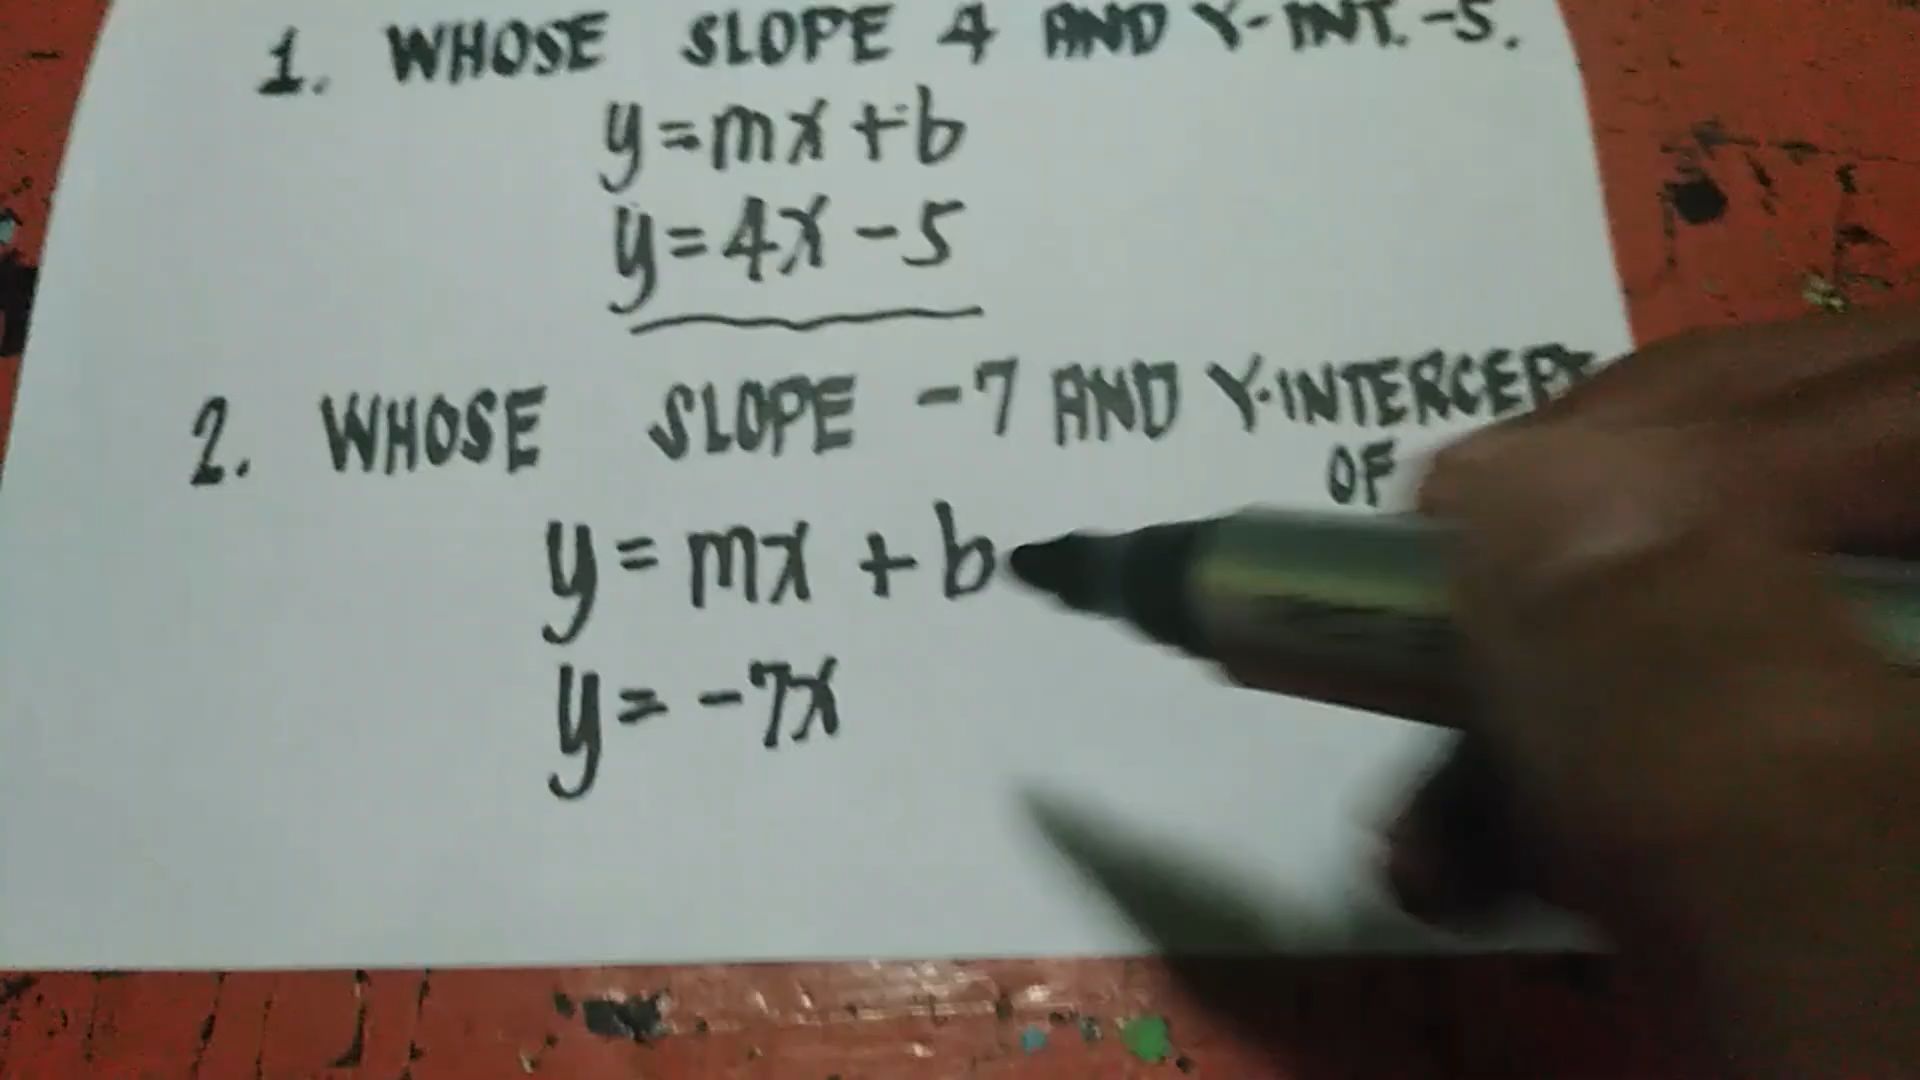 1. WHOSE SLOPE 4 AND Y-INT. -5.
y=mx+b
y=4x-5
2. WHOSE SLOPE -7 AND Y-INTERCEPT
OF
y=mx+b
y=-7x